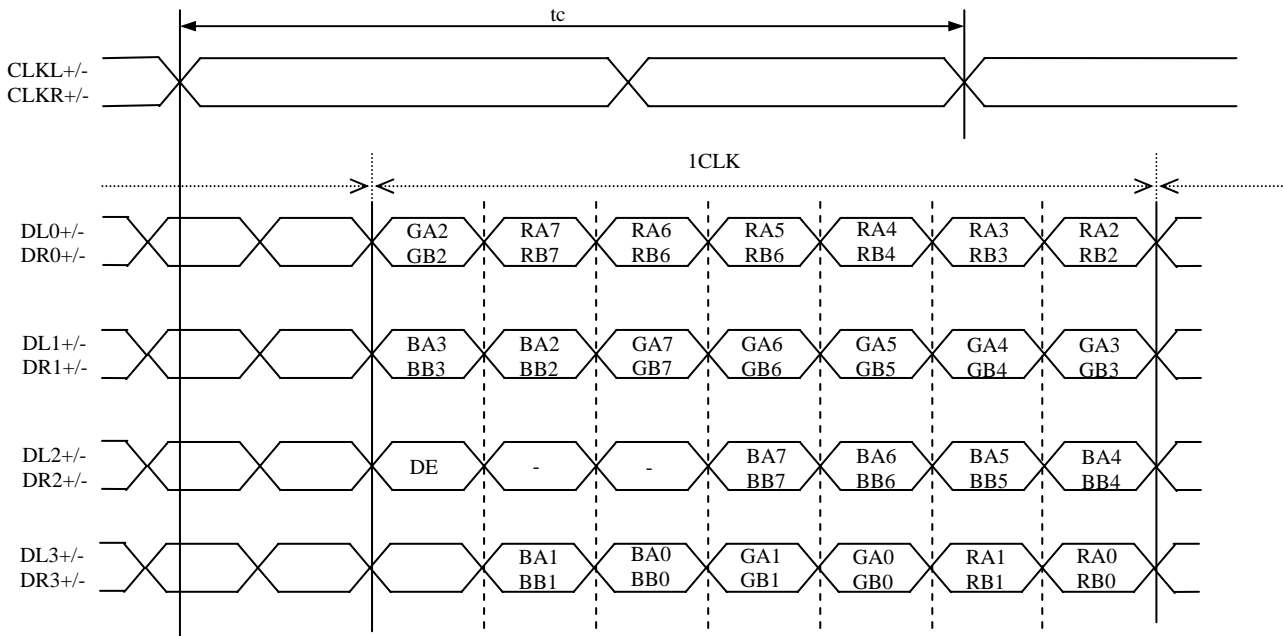 tc
CLKL+/-
CLKR+/-
1CLK
DL0+/- GA2 RA7 RA6 RA5 RA4 RA3 RA2
DR0+/- GB2 RB7 RB6 RB6 RB4 RB3 RB2
DL1+/- BA3 BA2 GA7 GA6 GA5 GA4 GA3
DR1+/- BB3 BB2 GB7 GB6 GB5 GB4 GB3
DL2+/- DE - - BA7 BA6 BA5 BA4
DR2+/- BB7 BB6 BB5 BB4
DL3+/- BA1 BA0 GA1 GA0 RA1 RA0
DR3+/- BB1 BB0 GB1 GB0 RB1 RB0